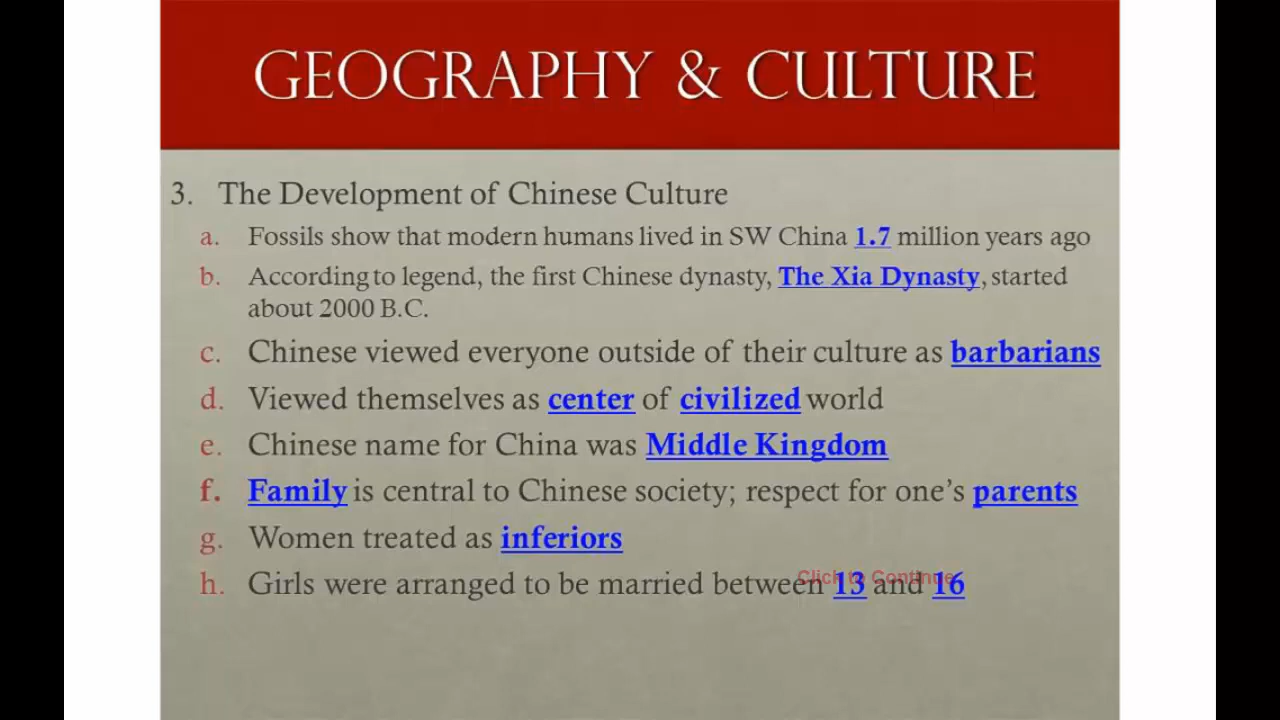 GEOGRAPHY & CULTURE
3. The Development of Chinese Culture
a. Fossils show that modern humans lived in SW China 1.7 million years ago
b. According to legend, the first Chinese dynasty, The Xia Dynasty, started
about 2000 B.C.
c. Chinese viewed everyone outside of their culture as barbarians
d. Viewed themselves as center of civilized world
e. Chinese name for China was Middle Kingdom
f. Family is central to Chinese society; respect for one's parents
g. Women treated as inferiors
h. Girls were arranged to be married between 13 and 16
Click to Continue